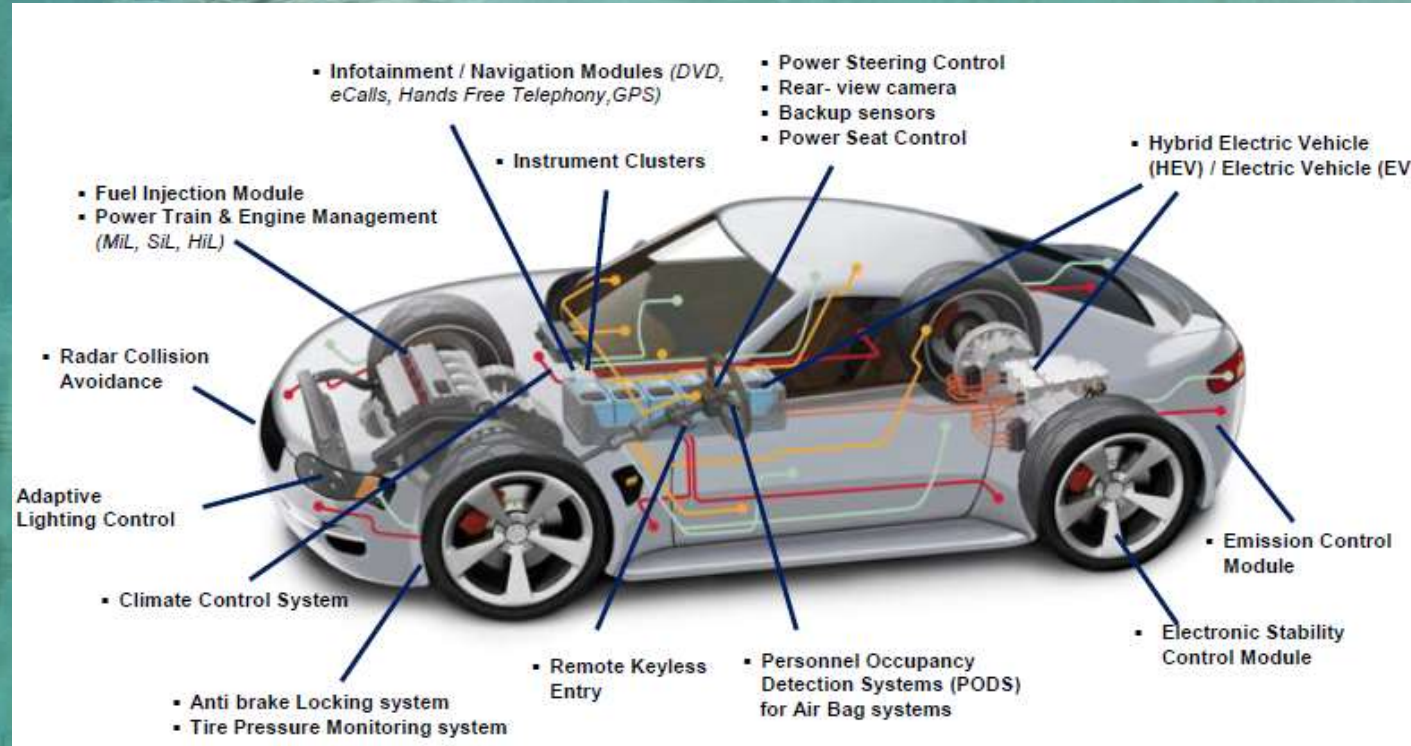 ▪ Infotainment / Navigation Modules (DVD,
eCalls, Hands Free Telephony,GPS)
▪ Power Steering Control
▪ Rear- view camera
▪ Backup sensors
▪ Power Seat Control
▪ Instrument Clusters
▪ Hybrid Electric Vehicle
(HEV) / Electric Vehicle (EV
▪ Fuel Injection Module
▪ Power Train & Engine Management
(MiL, SiL, HiL)
▪ Radar Collision
Avoidance
Adaptive
Lighting Control
▪ Climate Control System
▪ Anti brake Locking system
▪ Tire Pressure Monitoring system
▪ Remote Keyless
Entry
▪ Personnel Occupancy
Detection Systems (PODS)
for Air Bag systems
▪ Emission Control
Module
▪ Electronic Stability
Control Module